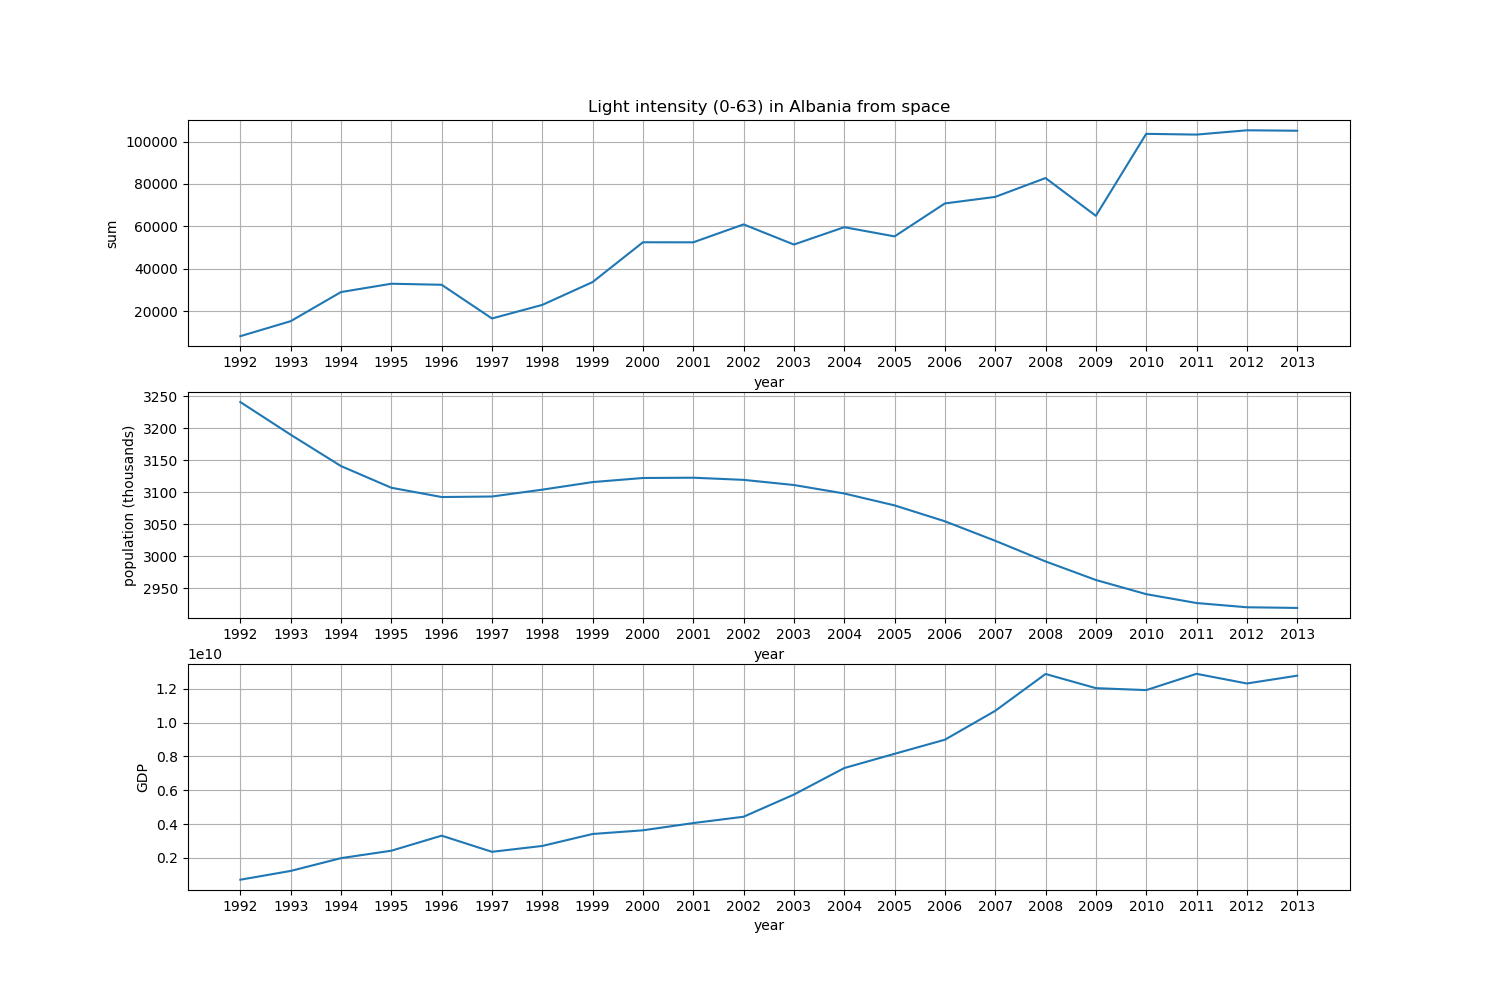 Light intensity (0-63) in Albania from space
100000
80000
60000
40000
20000
sum
1992 1993 1994 1995 1996 1997 1998 1999 2000 2001 2002 2003 2004 2005 2006 2007 2008 2009 2010 2011 2012 2013
year
3250
3200
3150
3100
3050
3000
2950
population (thousands)
1992 1993 1994 1995 1996 1997 1998 1999 2000 2001 2002 2003 2004 2005 2006 2007 2008 2009 2010 2011 2012 2013
year
1e10
1.2
1.0
0.8
0.6
0.4
0.2
GDP
1992 1993 1994 1995 1996 1997 1998 1999 2000 2001 2002 2003 2004 2005 2006 2007 2008 2009 2010 2011 2012 2013
year